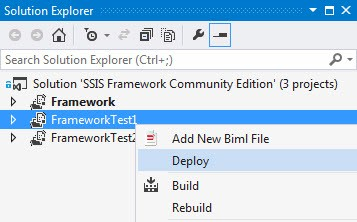 Solution Explorer
Search Solution Explorer (Ctrl+;)
Solution 'SSIS Framework Community Edition' (3 projects)
Framework
FrameworkTest1
FrameworkTest2
Add New Biml File
Deploy
Build
Rebuild